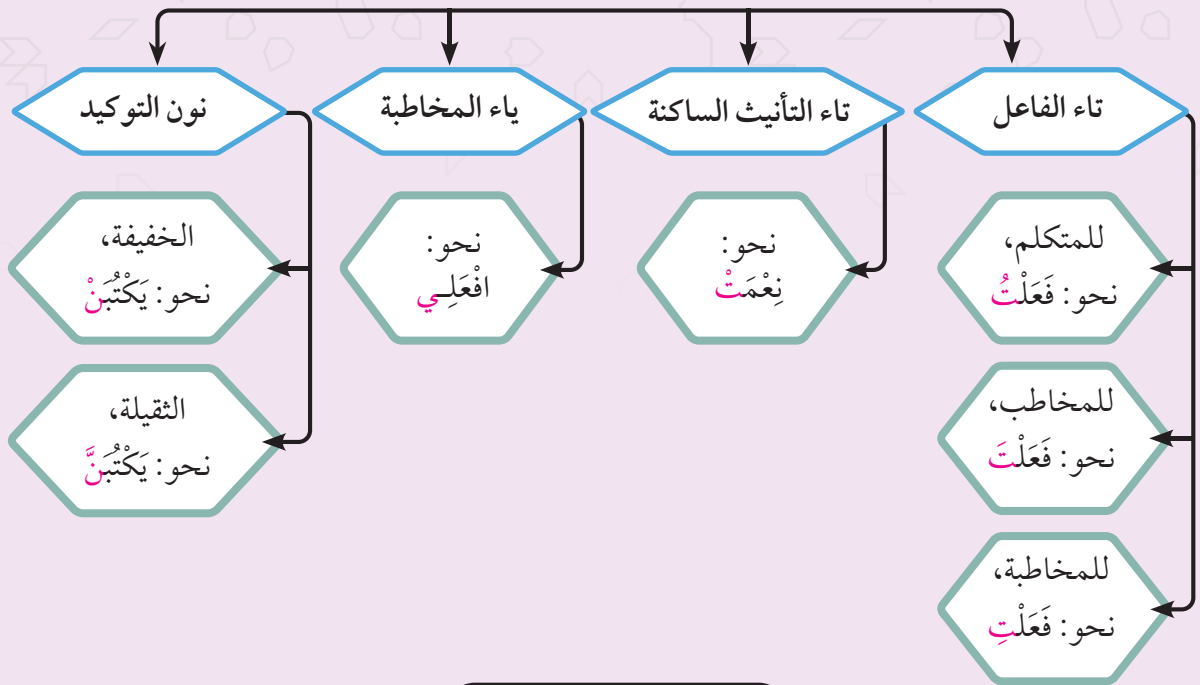 تاء الفاعل
تاء التأنيث الساكنة
ياء المخاطبة
نون التوكيد
للمتكلم،
نحو: فَعَلْتُ
للمخاطب،
نحو: فَعَلْتَ
للمخاطبة،
نحو: فَعَلْتِ
نحو:
نِعْمَتْ
نحو:
افْعَلِـي
الخفيفة،
نحو: يَكْتُبَنْ
الثقيلة،
نحو: يَكْتُبَنَّ